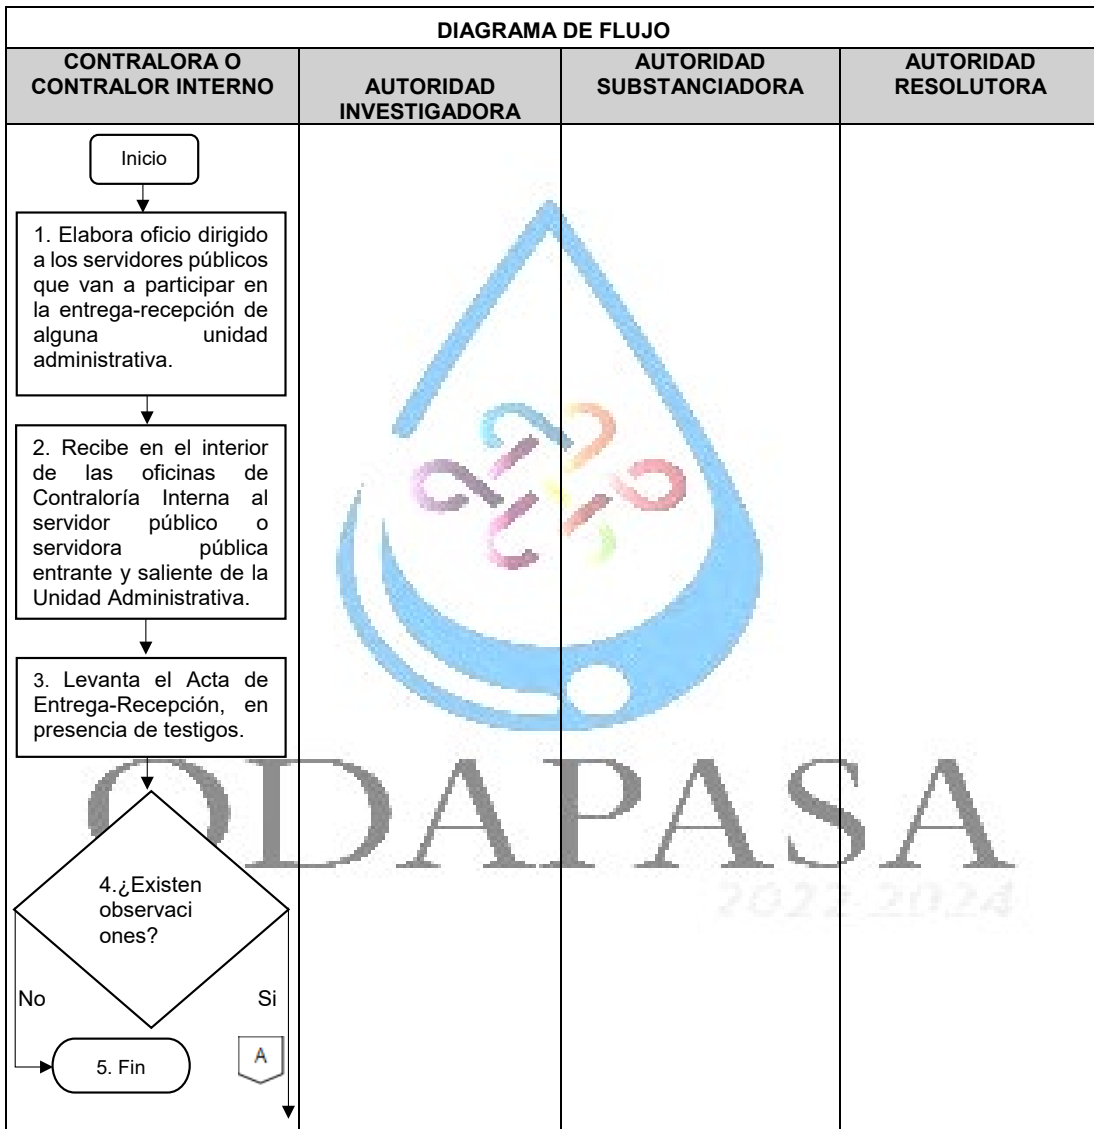 DIAGRAMA DE FLUJO
CONTRALORA O
CONTRALOR INTERNO
AUTORIDAD
INVESTIGADORA
AUTORIDAD
SUBSTANCIADORA
AUTORIDAD
RESOLUTORA
Inicio
1. Elabora oficio dirigido
a los servidores públicos
que van a participar en
la entrega-recepción de
alguna unidad
administrativa.
2. Recibe en el interior
de las oficinas de
Contraloría Interna al
servidor público o
servidora pública
entrante y saliente de la
Unidad Administrativa.
3. Levanta el Acta de
Entrega-Recepción, en
presencia de testigos.
ODAPASA
2022-2024
4.¿Existen
observaci
ones?
No
Si
5. Fin
A